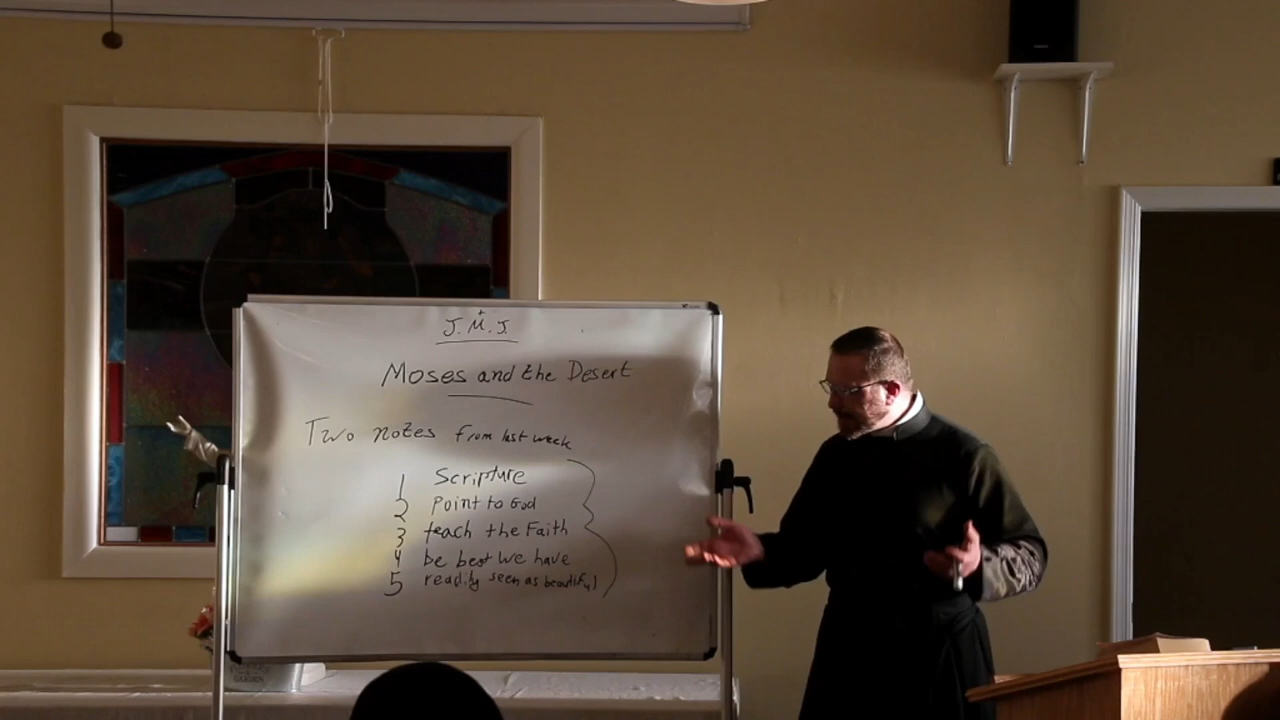 J.M.J.
Moses and the Desert
Two notes from last week
1 Scripture
2 Point to God
3 teach the Faith
4 be best we have
5 readily seen as beautiful
GARDEN